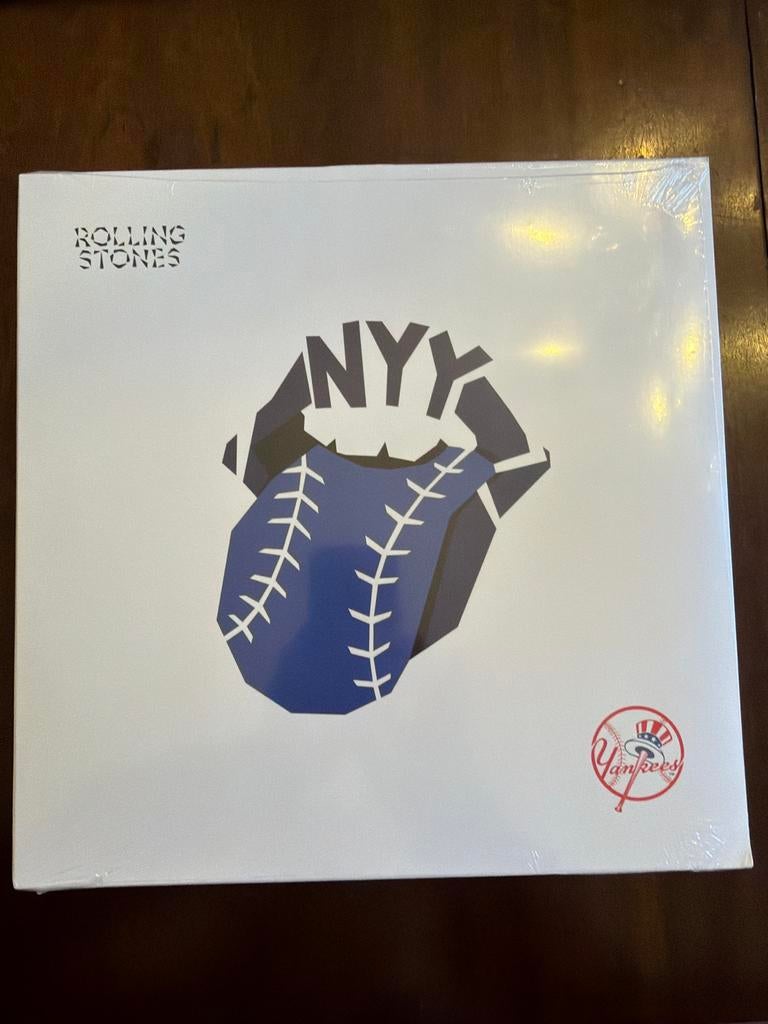 ROLLING
STONES
NYY
Yankees